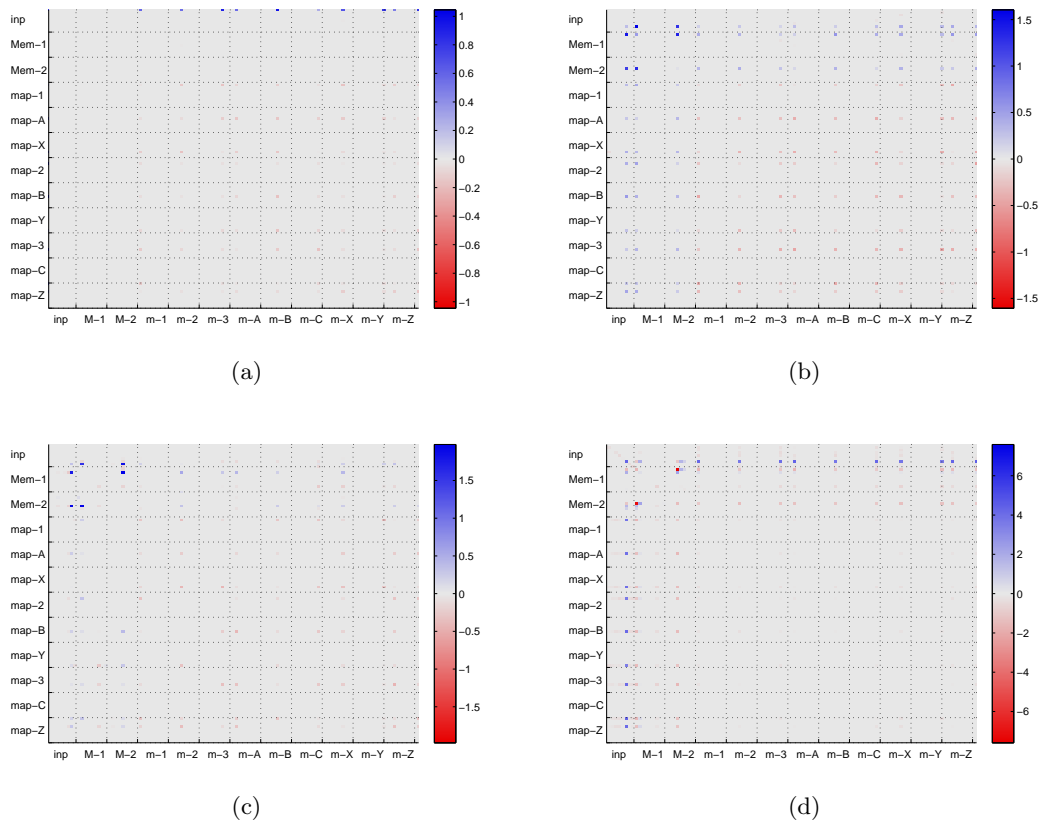 inp
Mem−1
Mem−2
map−1
map−A
map−X
map−2
map−B
map−Y
map−3
map−C
map−Z
inp M−1 M−2 m−1 m−2 m−3 m−A m−B m−C m−X m−Y m−Z
1
0.8
0.6
0.4
0.2
0
−0.2
−0.4
−0.6
−0.8
−1
(a)
inp
Mem−1
Mem−2
map−1
map−A
map−X
map−2
map−B
map−Y
map−3
map−C
map−Z
inp M−1 M−2 m−1 m−2 m−3 m−A m−B m−C m−X m−Y m−Z
1.5
1
0.5
0
−0.5
−1
−1.5
(b)
inp
Mem−1
Mem−2
map−1
map−A
map−X
map−2
map−B
map−Y
map−3
map−C
map−Z
inp M−1 M−2 m−1 m−2 m−3 m−A m−B m−C m−X m−Y m−Z
1.5
1
0.5
0
−0.5
−1
−1.5
(c)
inp
Mem−1
Mem−2
map−1
map−A
map−X
map−2
map−B
map−Y
map−3
map−C
map−Z
inp M−1 M−2 m−1 m−2 m−3 m−A m−B m−C m−X m−Y m−Z
6
4
2
0
−2
−4
−6
(d)